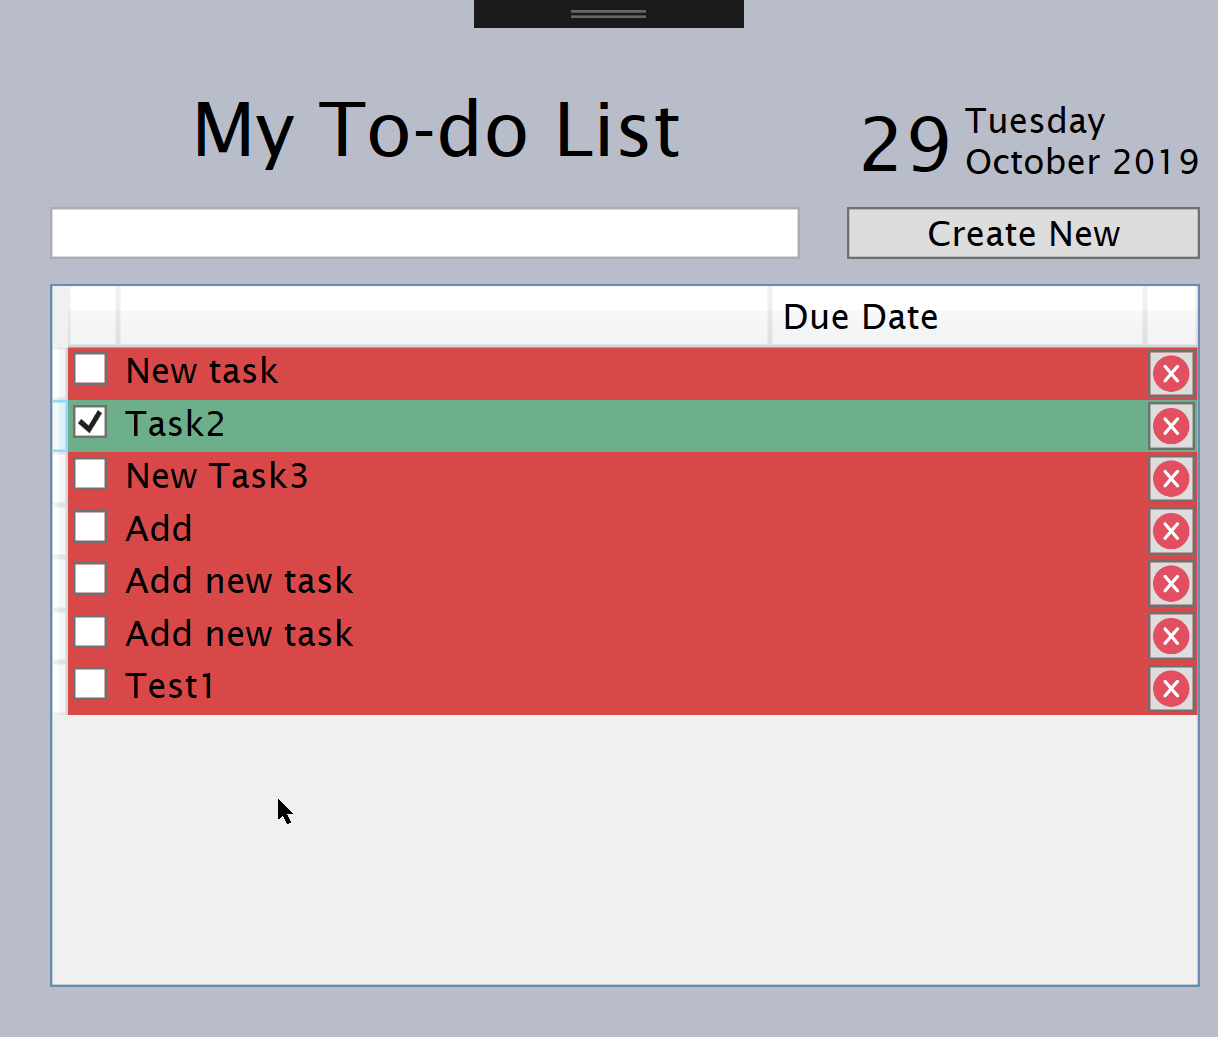 My To-do List
29
Tuesday
October 2019
Create New
Due Date
New task
Task2
New Task3
Add
Add new task
Add new task
Test1